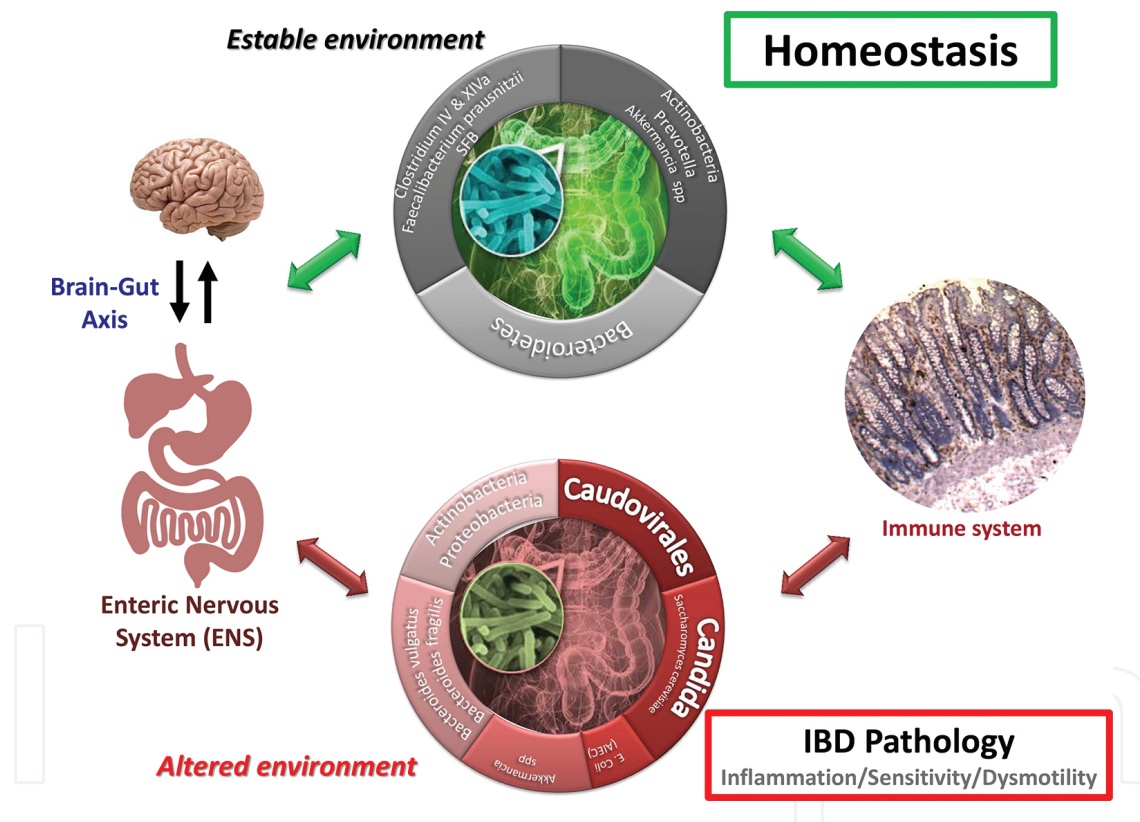 Estable environment
Homeostasis
Clostridium IV & XIVa
Faecalibacterium prausnitzii
SFB
Actinobacteria
Prevotella
Akkermancia spp
Bacteroidetes
Brain-Gut
Axis
Immune system
Enteric Nervous
System (ENS)
Actinobacteria
Proteobacteria
Caudovirales
Candida
Saccharomyces cerevisiae
E. Coli
(AIEC)
Akkermancia
spp
Bacteroides vulgatus
Bacteroides fragilis
Altered environment
IBD Pathology
Inflammation/Sensitivity/Dysmotility